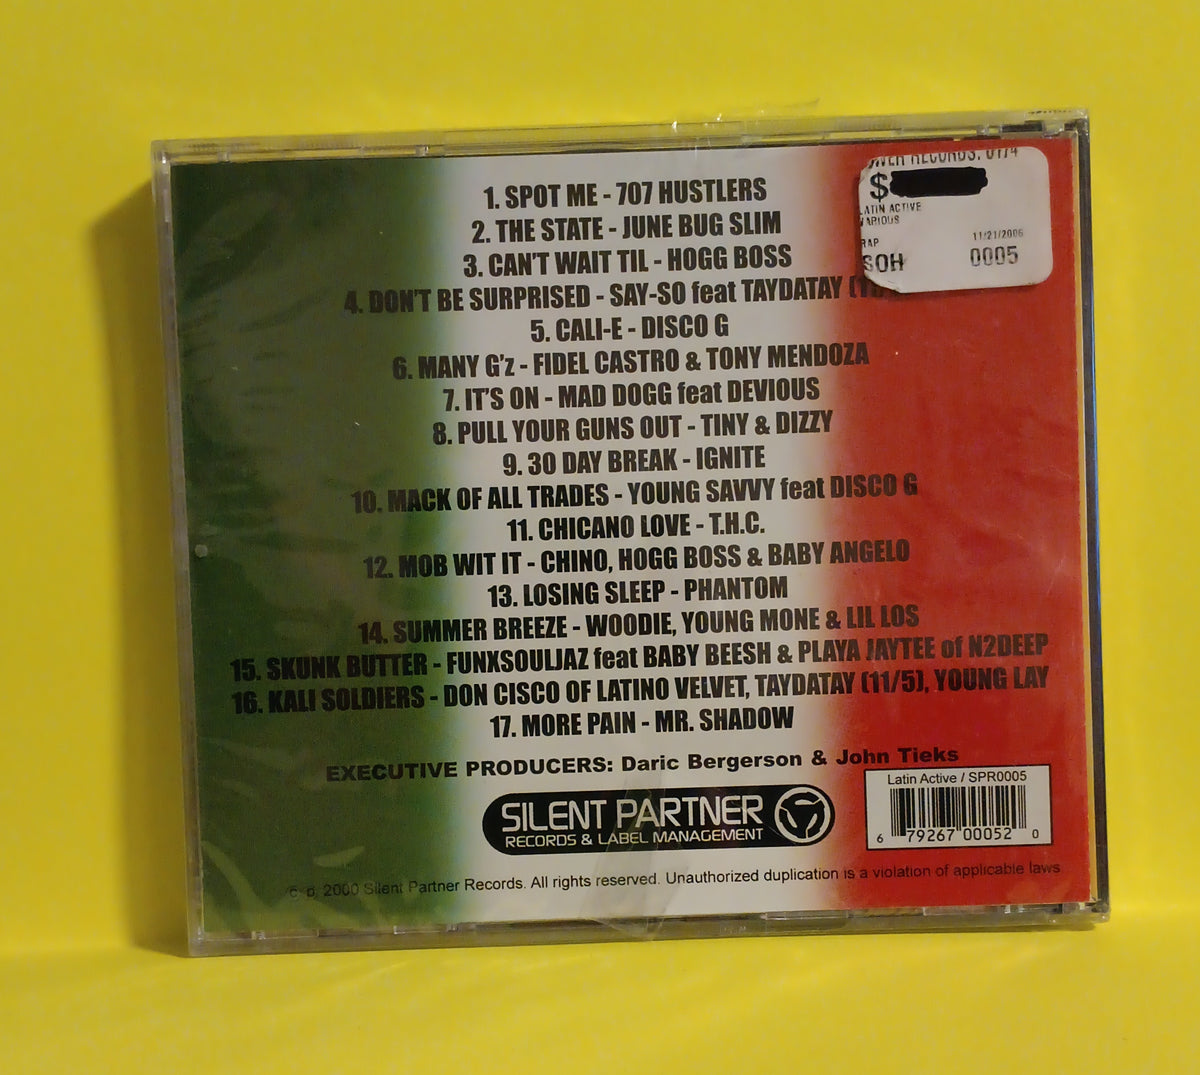 RECORDS. 0174
$
LATIN ACTIVE
VARIOUS
RAP 11/21/2006
SOH 0005
1. SPOT ME - 707 HUSTLERS
2. THE STATE - JUNE BUG SLIM
3. CAN'T WAIT TIL - HOGG BOSS
4. DON'T BE SURPRISED - SAY-SO feat TAYDATAY
5. CALI-E - DISCO G
6. MANY G'z - FIDEL CASTRO & TONY MENDOZA
7. IT'S ON - MAD DOGG feat DEVIOUS
8. PULL YOUR GUNS OUT - TINY & DIZZY
9. 30 DAY BREAK - IGNITE
10. MACK OF ALL TRADES - YOUNG SAVVY feat DISCO G
11. CHICANO LOVE - T.H.C.
12. MOB WIT IT - CHINO, HOGG BOSS & BABY ANGELO
13. LOSING SLEEP - PHANTOM
14. SUMMER BREEZE - WOODIE, YOUNG MONE & LIL LOS
15. SKUNK BUTTER - FUNKSOULJAZ feat BABY BEESH & PLAYA JAYTEE of N2DEEP
16. KALI SOLDIERS - DON CISCO OF LATINO VELVET, TAYDATAY (11/5), YOUNG LAY
17. MORE PAIN - MR. SHADOW
EXECUTIVE PRODUCERS: Daric Bergerson & John Tieks
SILENT PARTNER
RECORDS & LABEL MANAGEMENT
Latin Active / SPR0005
6 79267 00052 0
c. p. 2000 Silent Partner Records. All rights reserved. Unauthorized duplication is a violation of applicable laws